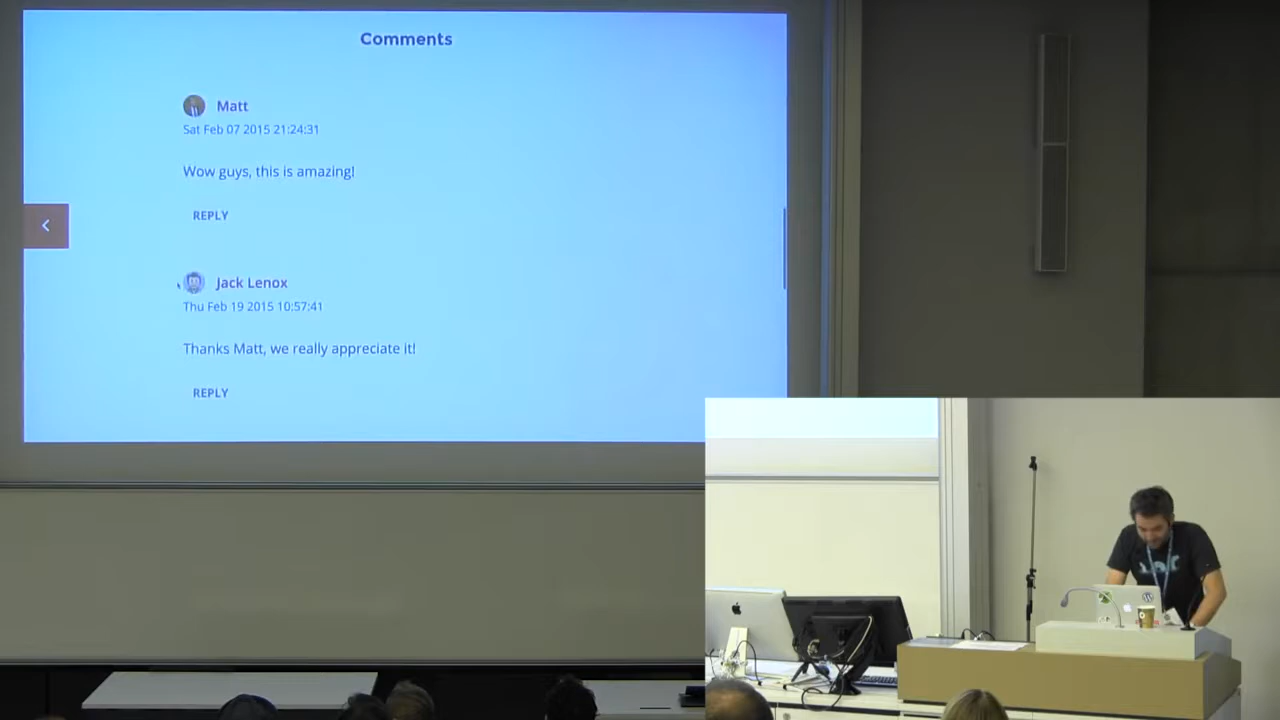 Comments
Matt
Sat Feb 07 2015 21:24:31
Wow guys, this is amazing!
REPLY
Jack Lenox
Thu Feb 19 2015 10:57:41
Thanks Matt, we really appreciate it!
REPLY